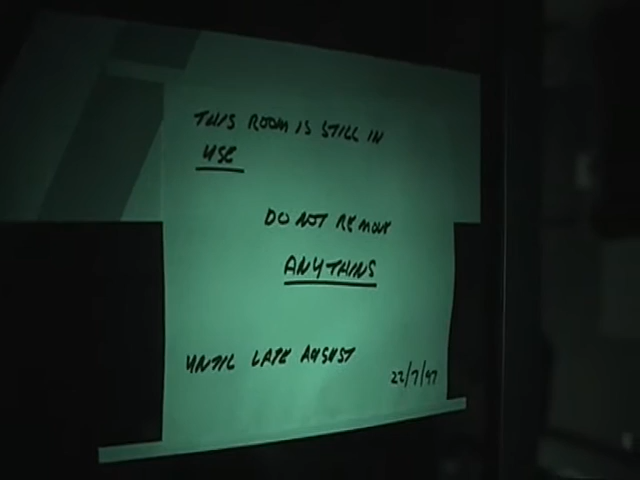 THIS ROOM IS STILL IN
USE
DO NOT REMOVE
ANYTHING
UNTIL LATE AUGUST
22/7/97